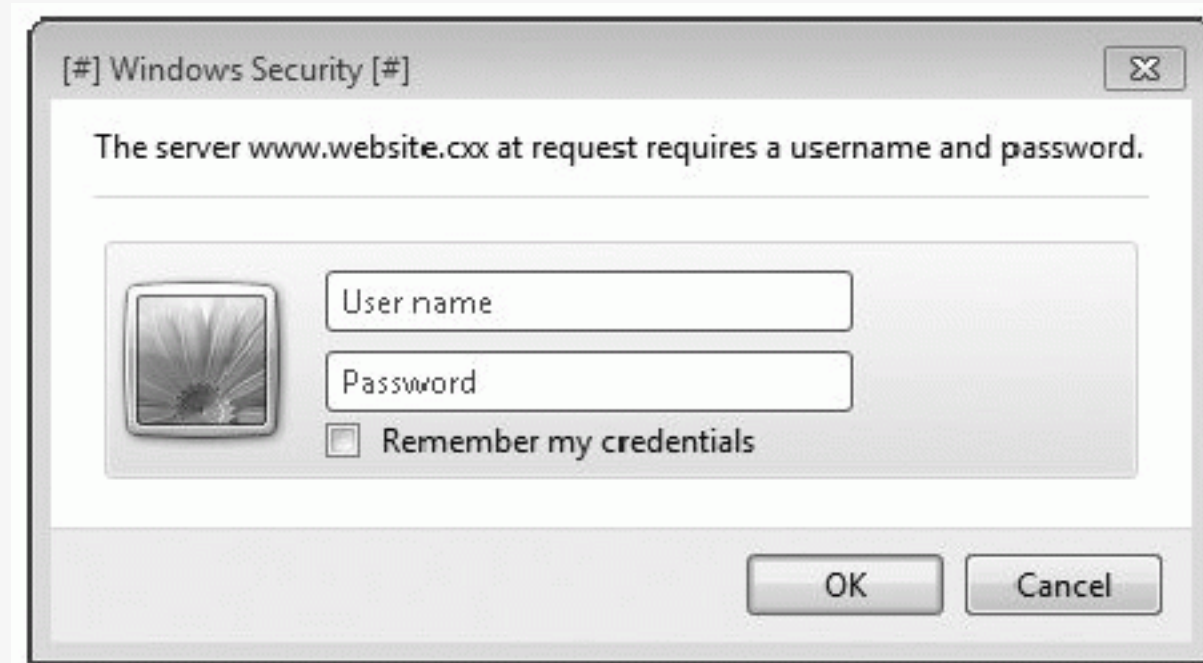 [#] Windows Security [#]
The server www.website.cxx at request requires a username and password.
User name
Password
Remember my credentials
OK
Cancel